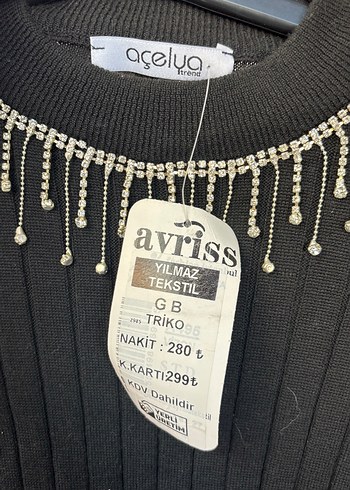 açelya
trend
avriss
YILMAZ
TEKSTİL
G B
TRİKO
NAKİT : 280 ₺
K.KARTI:299₺
KDV Dahildir
YERLİ
ÜRETİM